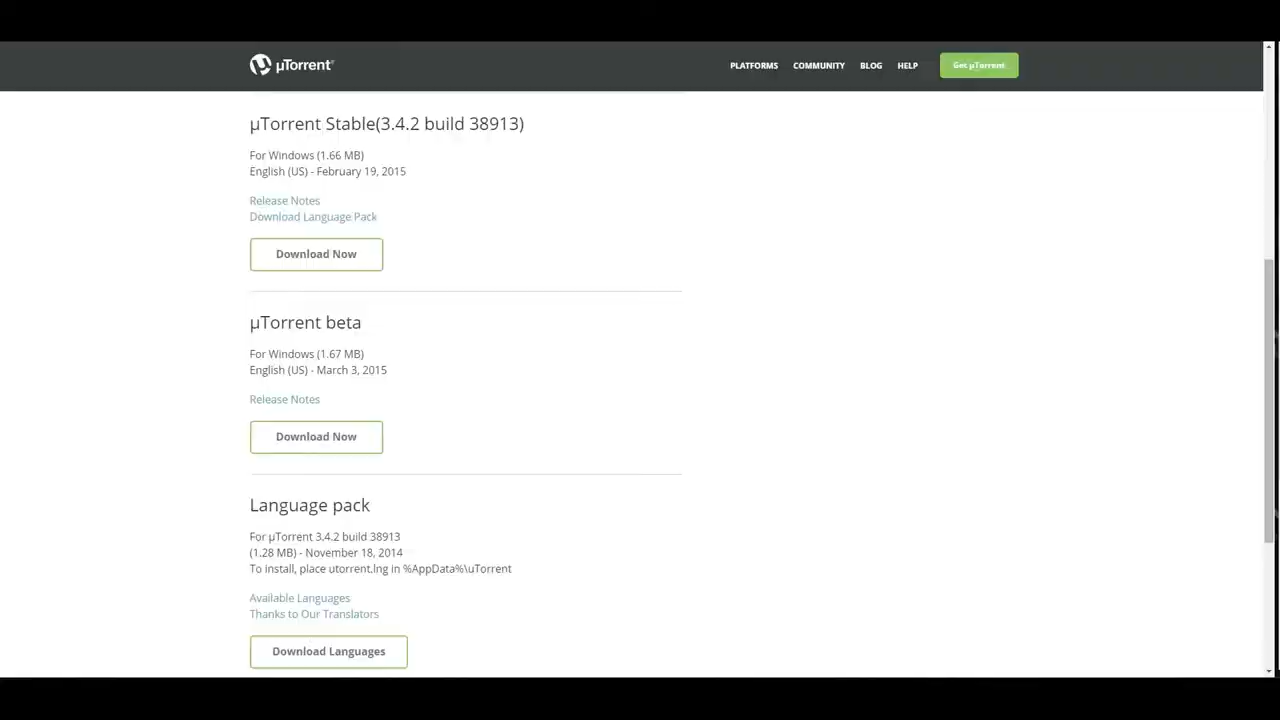 µTorrent®
PLATFORMS COMMUNITY BLOG HELP Get µTorrent
µTorrent Stable(3.4.2 build 38913)
For Windows (1.66 MB)
English (US) - February 19, 2015
Release Notes
Download Language Pack
Download Now
µTorrent beta
For Windows (1.67 MB)
English (US) - March 3, 2015
Release Notes
Download Now
Language pack
For µTorrent 3.4.2 build 38913
(1.28 MB) - November 18, 2014
To install, place utorrent.lng in %AppData%\uTorrent
Available Languages
Thanks to Our Translators
Download Languages